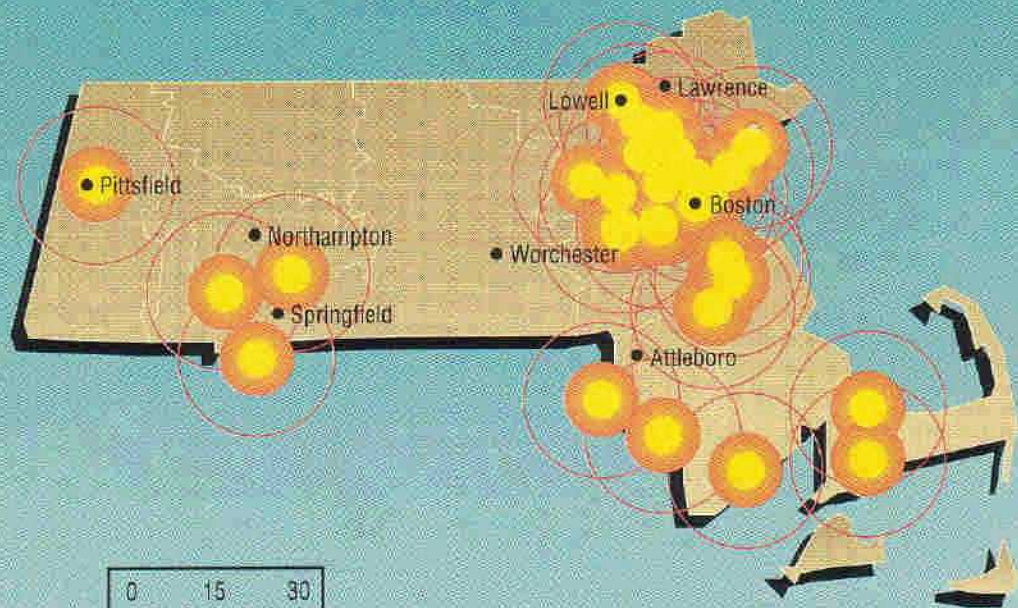 Lawrence
Lowell
Pittsfield
Boston
Northampton
Worchester
Springfield
Attleboro
0 15 30